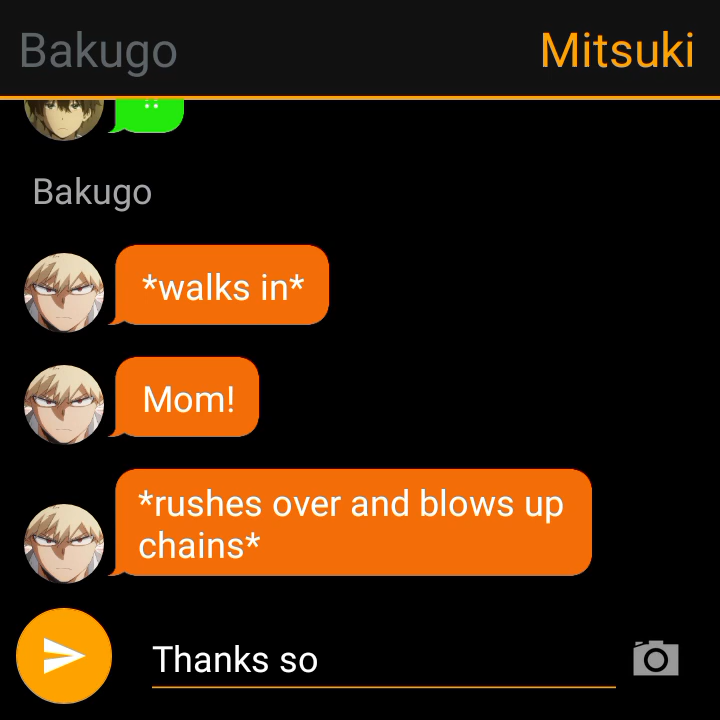 Bakugo Mitsuki
Bakugo
*walks in*
Mom!
*rushes over and blows up
chains*
Thanks so